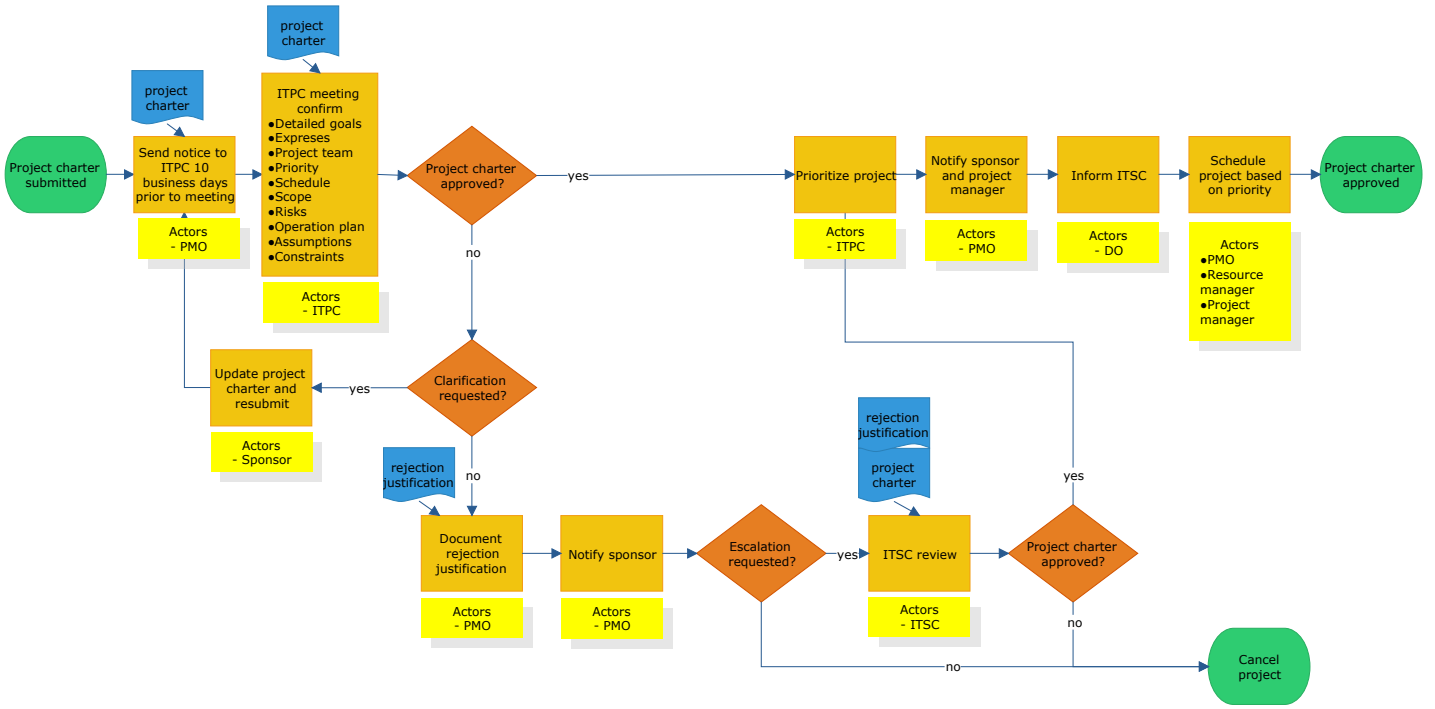 project
charter
project
charter
Project charter
submitted
Send notice to
ITPC 10
business days
prior to meeting
Actors
- PMO
ITPC meeting
confirm
●Detailed goals
●Expreses
●Project team
●Priority
●Schedule
●Scope
●Risks
●Operation plan
●Assumptions
●Constraints
Actors
- ITPC
Project charter
approved?
yes
no
Prioritize project
Actors
- ITPC
Notify sponsor
and project
manager
Actors
- PMO
Inform ITSC
Actors
- DO
Schedule
project based
on priority
Actors
●PMO
●Resource
manager
●Project
manager
Project charter
approved
Update project
charter and
resubmit
Actors
- Sponsor
yes
Clarification
requested?
no
rejection
justification
Document
rejection
justification
Actors
- PMO
Notify sponsor
Actors
- PMO
Escalation
requested?
yes
no
rejection
justification
project
charter
ITSC review
Actors
- ITSC
Project charter
approved?
yes
no
Cancel
project